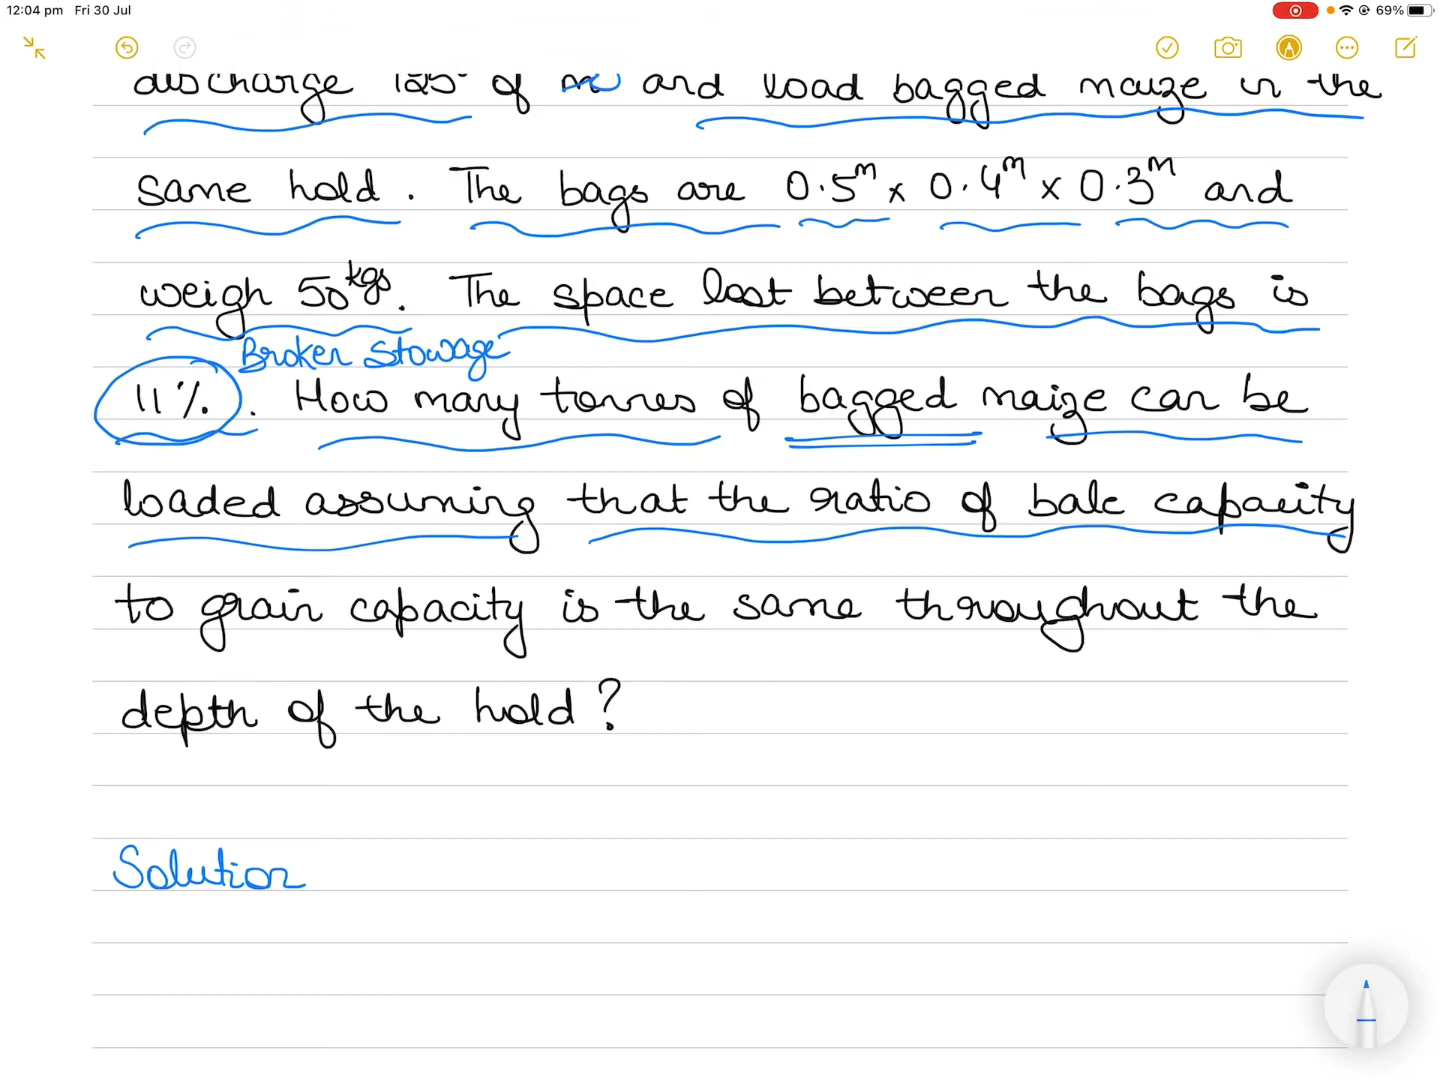 12:04 pm Fri 30 Jul 69%
discharge 125 of and load bagged maize in the
same hold. The bags are 0.5ᵐ x 0.4ᵐ x 0.3ᵐ and
weigh 50ᵏᵍˢ. The space lost between the bags is
Broken Stowage
11%. How many tonnes of bagged maize can be
loaded assuming that the ratio of bale capacity
to grain capacity is the same throughout the
depth of the hold?
Solution